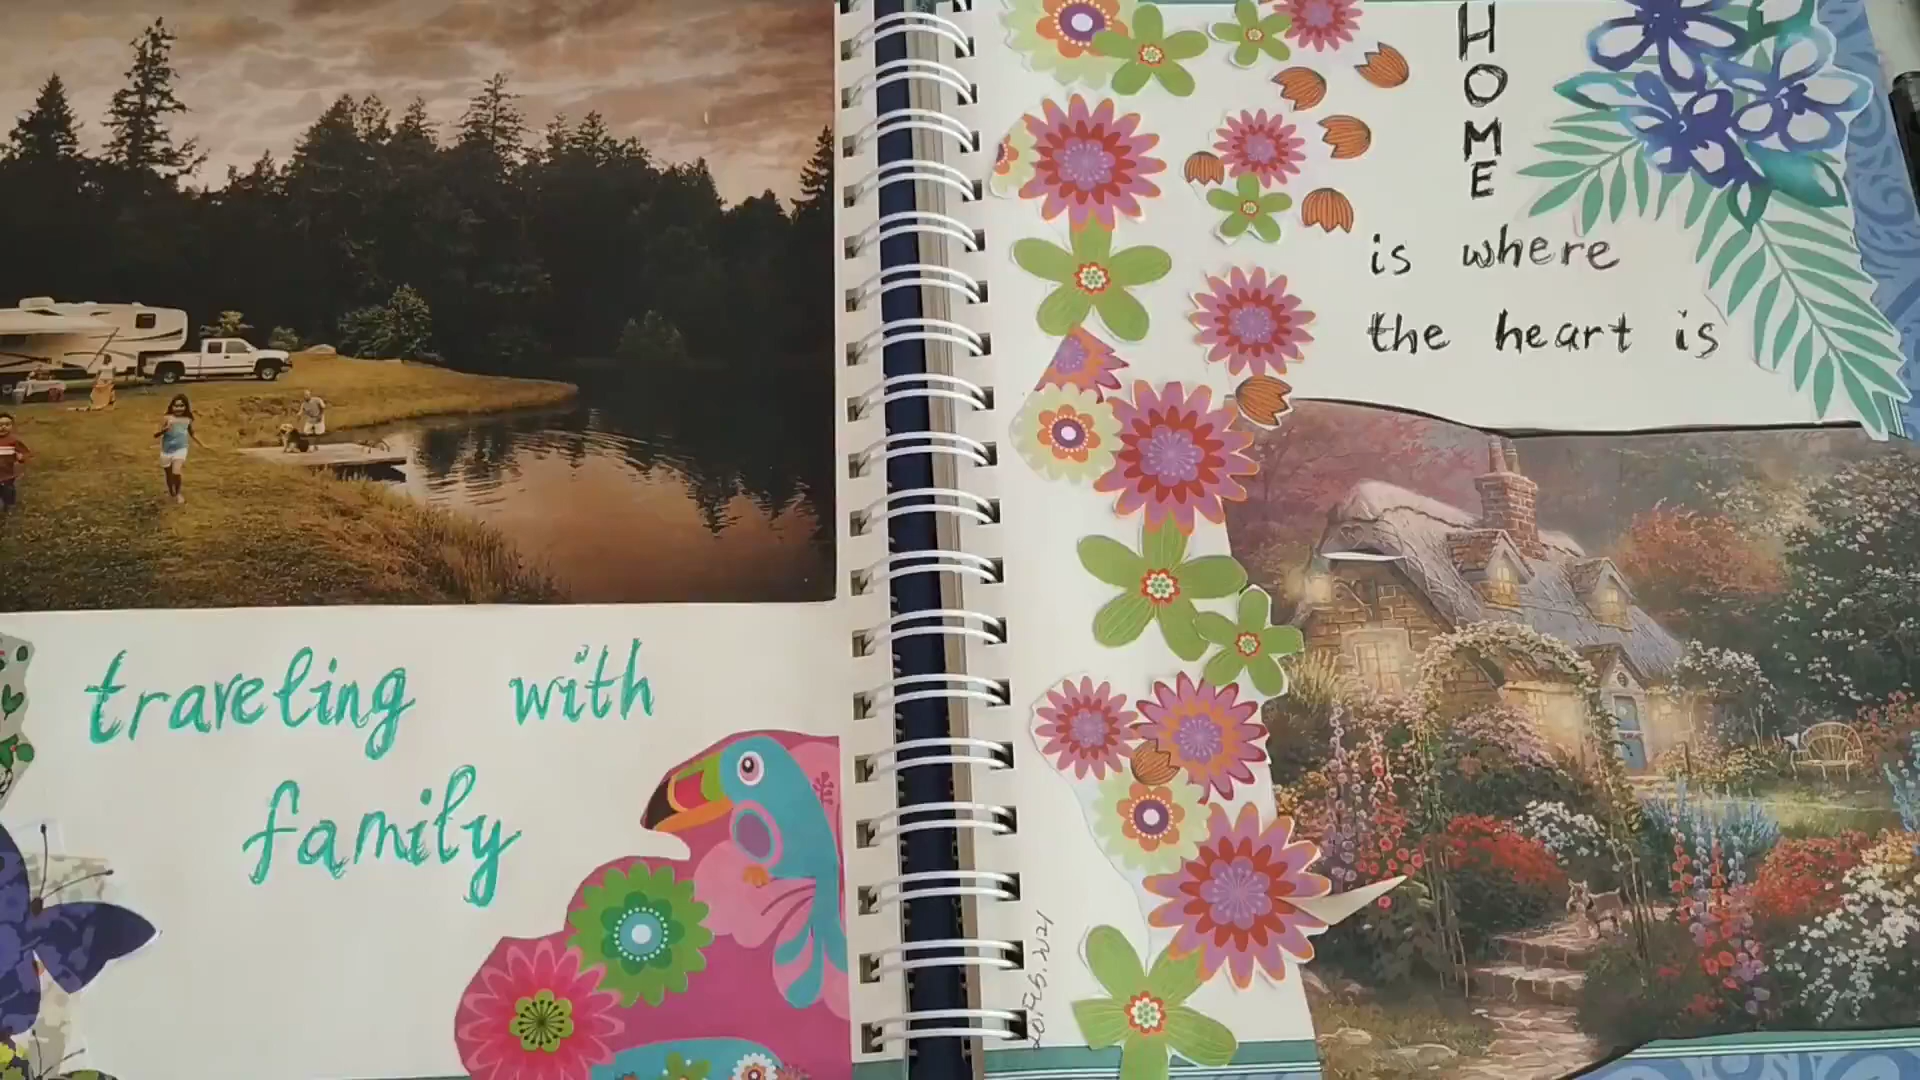 traveling with
family
HOME
is where
the heart is